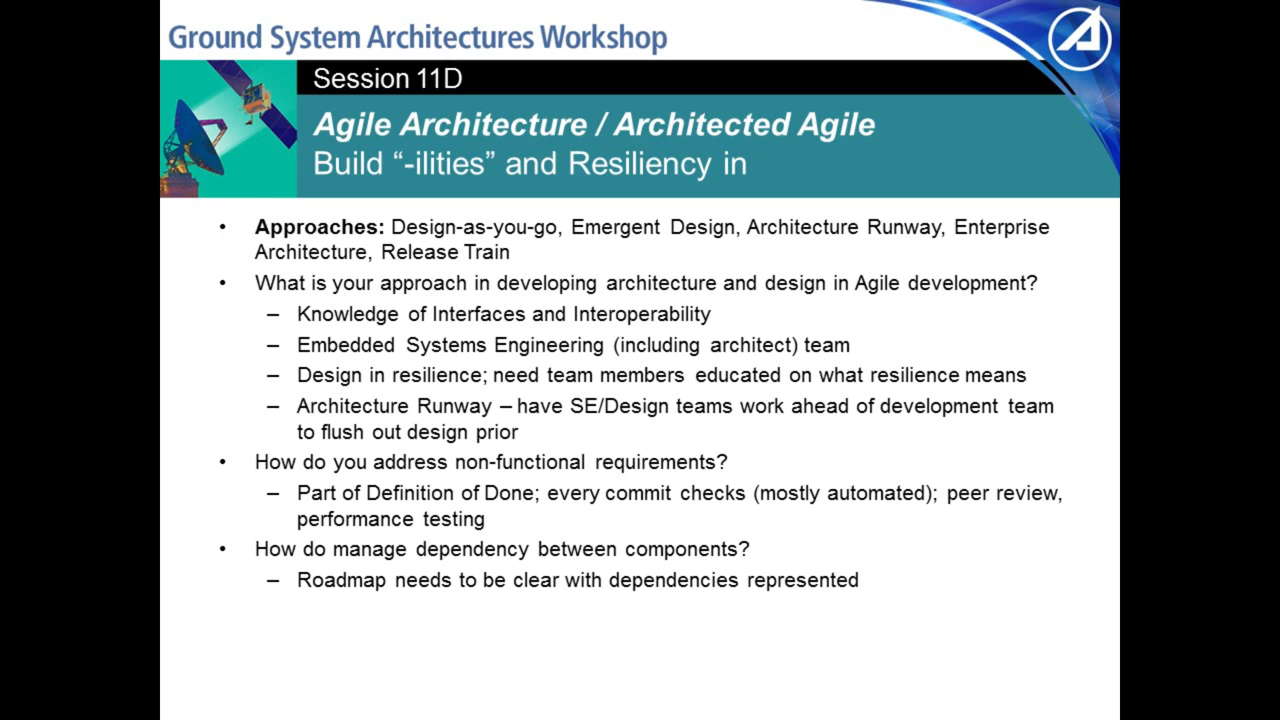 Ground System Architectures Workshop
Session 11D
Agile Architecture / Architected Agile
Build “-ilities” and Resiliency in
• Approaches: Design-as-you-go, Emergent Design, Architecture Runway, Enterprise
Architecture, Release Train
• What is your approach in developing architecture and design in Agile development?
– Knowledge of Interfaces and Interoperability
– Embedded Systems Engineering (including architect) team
– Design in resilience; need team members educated on what resilience means
– Architecture Runway – have SE/Design teams work ahead of development team
to flush out design prior
• How do you address non-functional requirements?
– Part of Definition of Done; every commit checks (mostly automated); peer review,
performance testing
• How do manage dependency between components?
– Roadmap needs to be clear with dependencies represented